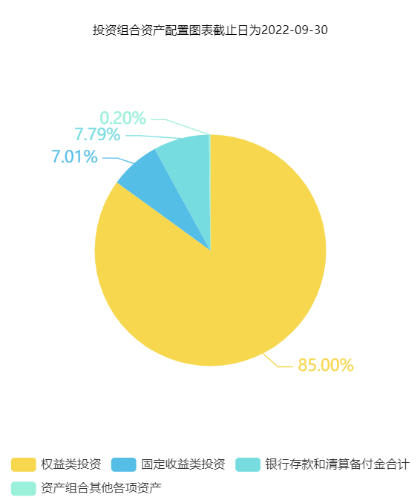 投资组合资产配置图表截止日为2022-09-30
0.20%
7.79%
7.01%
85.00%
权益类投资 固定收益类投资 银行存款和清算备付金合计
资产组合其他各项资产